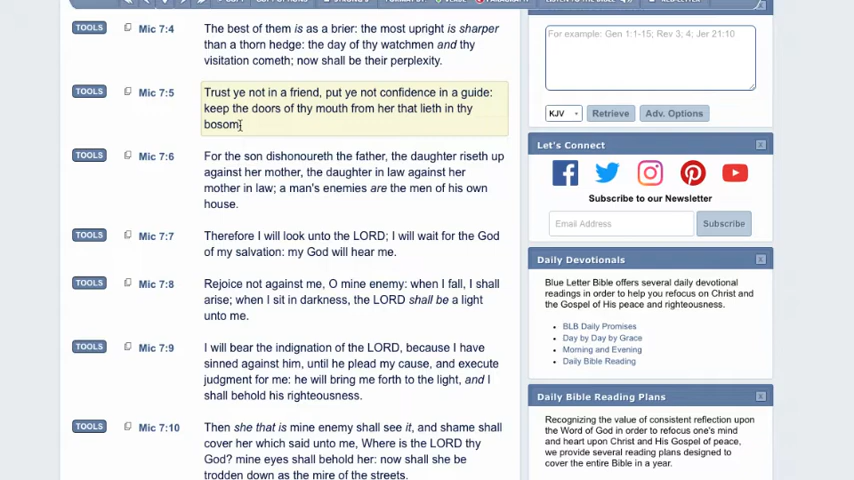 TOOLS Mic 7:4 The best of them is as a brier: the most upright is sharper
than a thorn hedge: the day of thy watchmen and thy
visitation cometh; now shall be their perplexity.
TOOLS Mic 7:5 Trust ye not in a friend, put ye not confidence in a guide:
keep the doors of thy mouth from her that lieth in thy
bosom.
TOOLS Mic 7:6 For the son dishonoureth the father, the daughter riseth up
against her mother, the daughter in law against her
mother in law; a man's enemies are the men of his own
house.
TOOLS Mic 7:7 Therefore I will look unto the LORD; I will wait for the God
of my salvation: my God will hear me.
TOOLS Mic 7:8 Rejoice not against me, O mine enemy: when I fall, I shall
arise; when I sit in darkness, the LORD shall be a light
unto me.
TOOLS Mic 7:9 I will bear the indignation of the LORD, because I have
sinned against him, until he plead my cause, and execute
judgment for me: he will bring me forth to the light, and I
shall behold his righteousness.
TOOLS Mic 7:10 Then she that is mine enemy shall see it, and shame shall
cover her which said unto me, Where is the LORD thy
God? mine eyes shall behold her: now shall she be
trodden down as the mire of the streets.
For example: Gen 1:1-15; Rev 3; 4; Jer 21:10
KJV Retrieve Adv. Options
Let's Connect
Subscribe to our Newsletter
Email Address Subscribe
Daily Devotionals
Blue Letter Bible offers several daily devotional
readings in order to help you refocus on Christ and
the Gospel of His peace and righteousness.
BLB Daily Promises
Day by Day by Grace
Morning and Evening
Daily Bible Reading
Daily Bible Reading Plans
Recognizing the value of consistent reflection upon
the Word of God in order to refocus one's mind
and heart upon Christ and His Gospel of peace,
we provide several reading plans designed to
cover the entire Bible in a year.